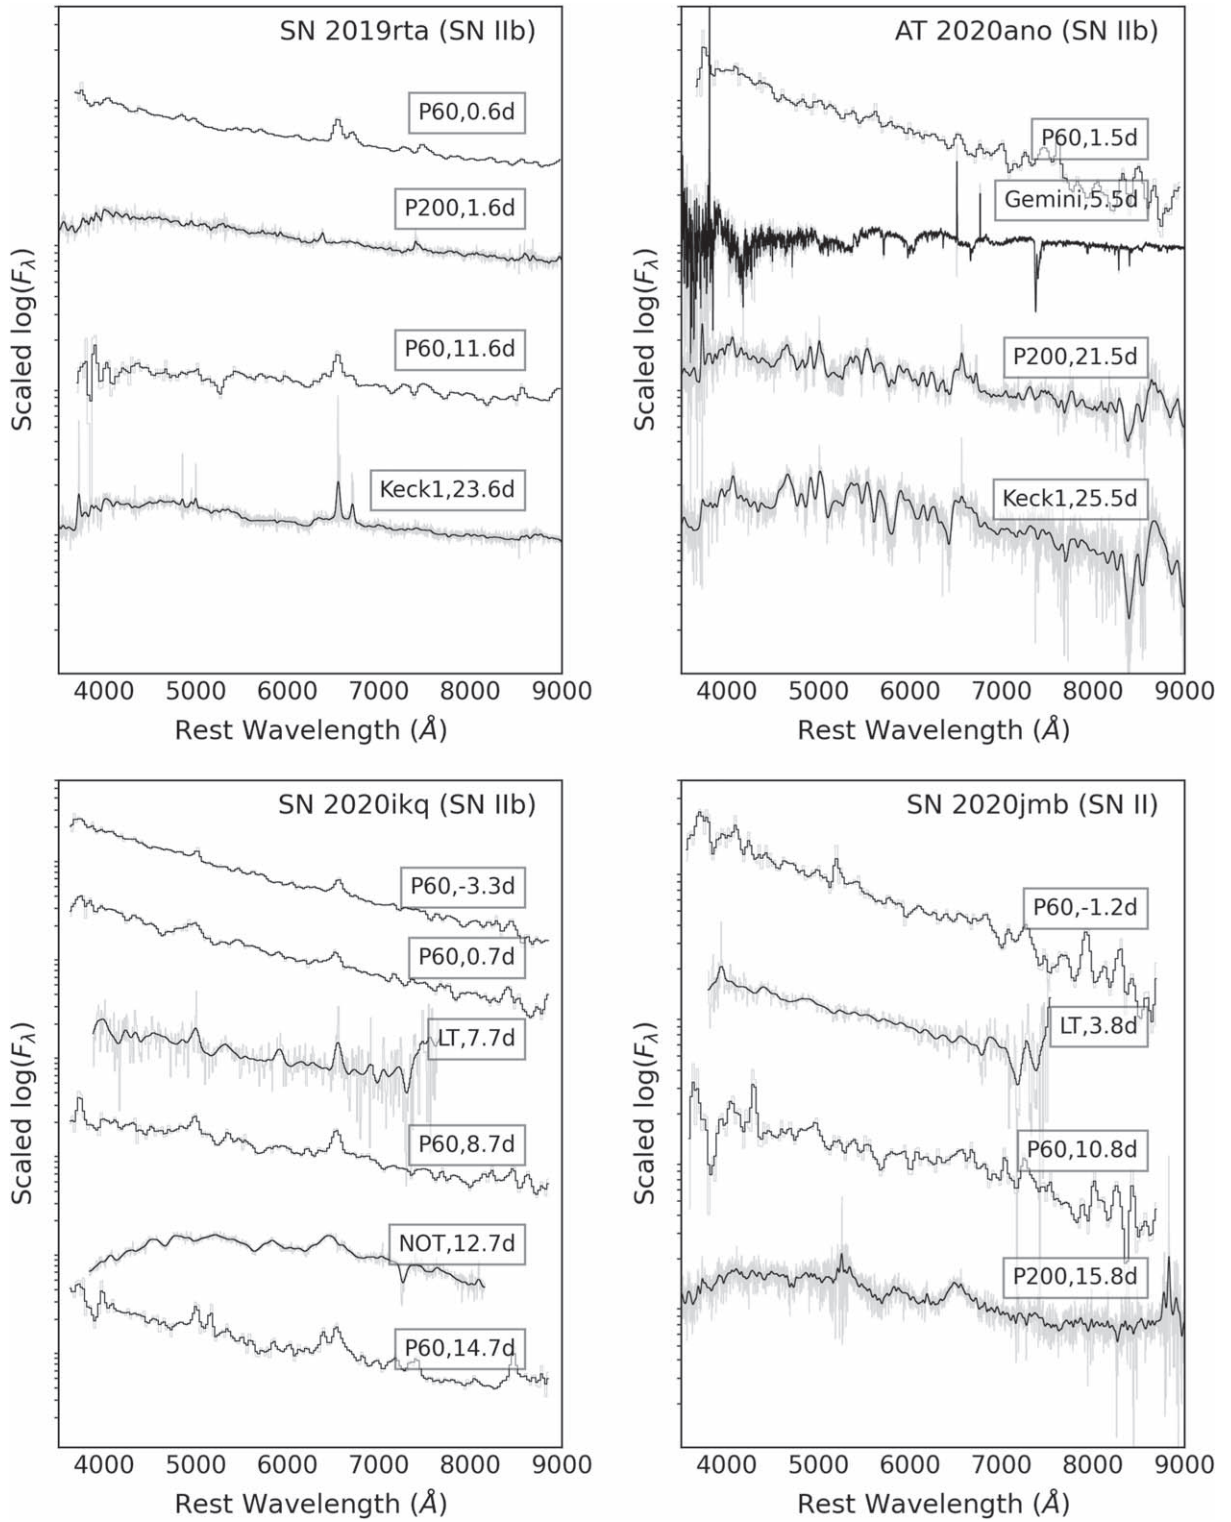 SN 2019rta (SN IIb)
P60,0.6d
P200,1.6d
P60,11.6d
Keck1,23.6d
Scaled log(Fλ)
4000 5000 6000 7000 8000 9000
Rest Wavelength (Å)
AT 2020ano (SN IIb)
P60,1.5d
Gemini,5.5d
P200,21.5d
Keck1,25.5d
Scaled log(Fλ)
4000 5000 6000 7000 8000 9000
Rest Wavelength (Å)
SN 2020ikq (SN IIb)
P60,-3.3d
P60,0.7d
LT,7.7d
P60,8.7d
NOT,12.7d
P60,14.7d
Scaled log(Fλ)
4000 5000 6000 7000 8000 9000
Rest Wavelength (Å)
SN 2020jmb (SN II)
P60,-1.2d
LT,3.8d
P60,10.8d
P200,15.8d
Scaled log(Fλ)
4000 5000 6000 7000 8000 9000
Rest Wavelength (Å)